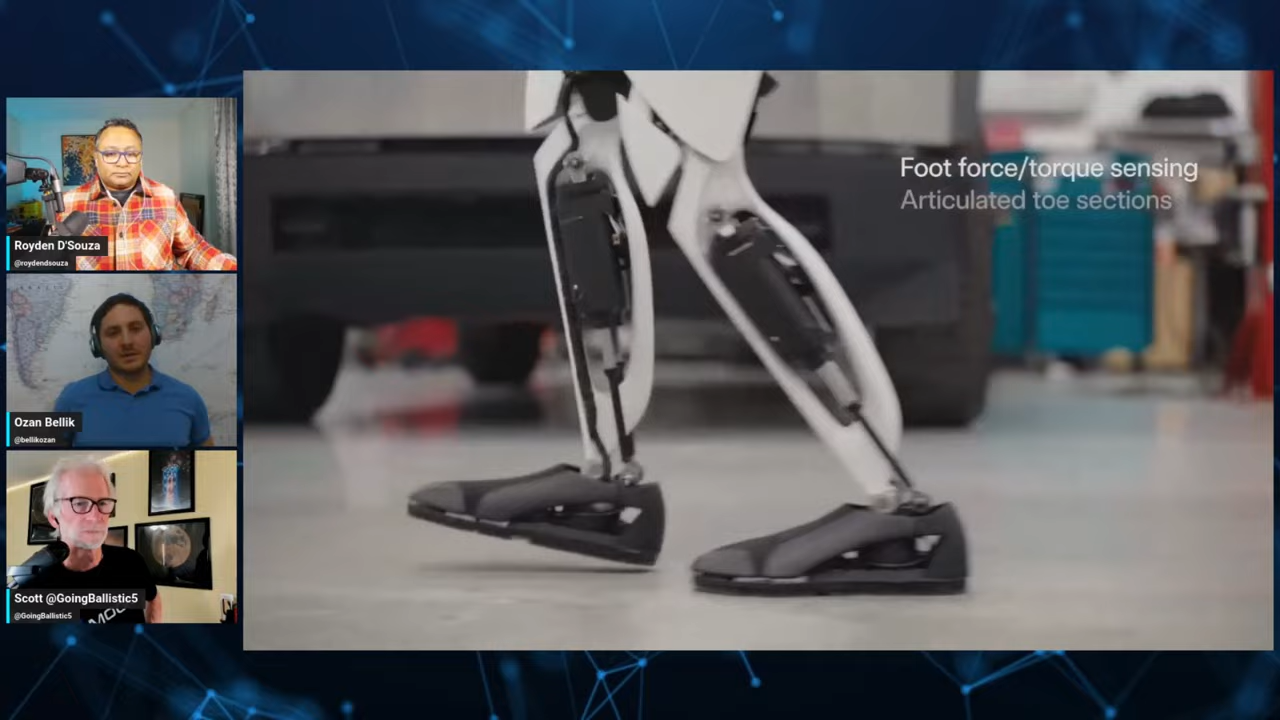 Foot force/torque sensing
Articulated toe sections
Royden D'Souza
@roydendsouza
Ozan Bellik
@bellikozan
Scott @GoingBallistic5
@GoingBallistic5